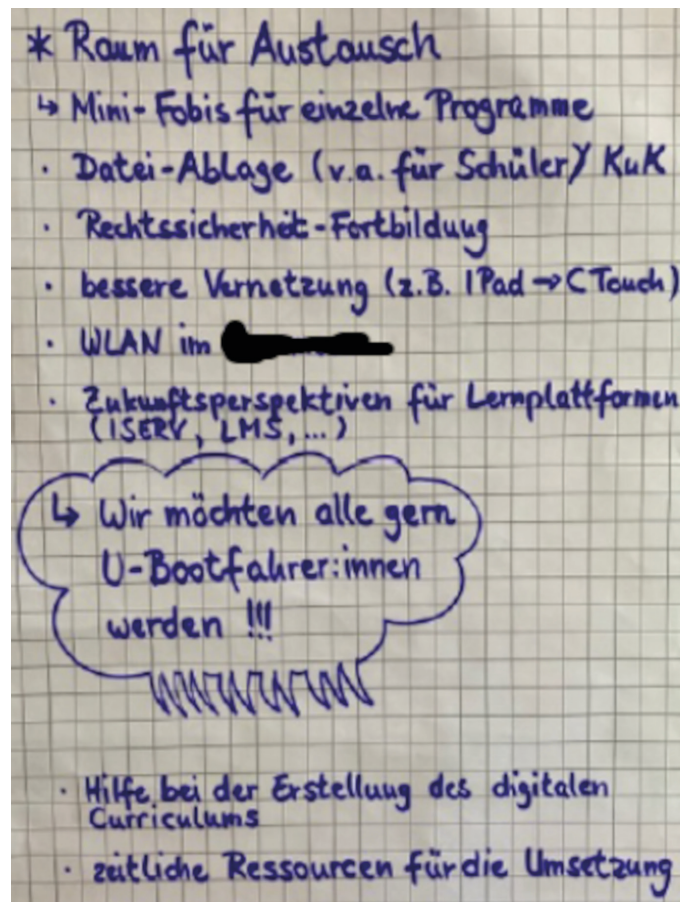 * Raum für Austausch
↳ Mini-Fobis für einzelne Programme
· Datei-Ablage (v.a. für Schüler)/ KuK
· Rechtssicherheit-Fortbildung
· bessere Vernetzung (z.B. IPad → CTouch)
· WLAN im
· Zukunftsperspektiven für Lernplattformen
(ISERV, LMS, ...)
↳ Wir möchten alle gern
U-Bootfahrer:innen
werden !!!
· Hilfe bei der Erstellung des digitalen
Curriculums
· zeitliche Ressourcen für die Umsetzung